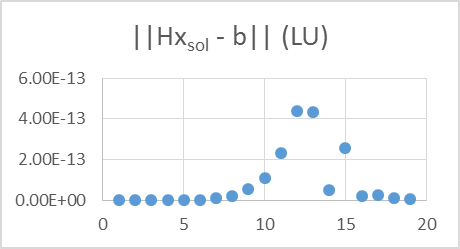 ||Hxsol - b|| (LU)
6.00E-13
4.00E-13
2.00E-13
0.00E+00
0 5 10 15 20